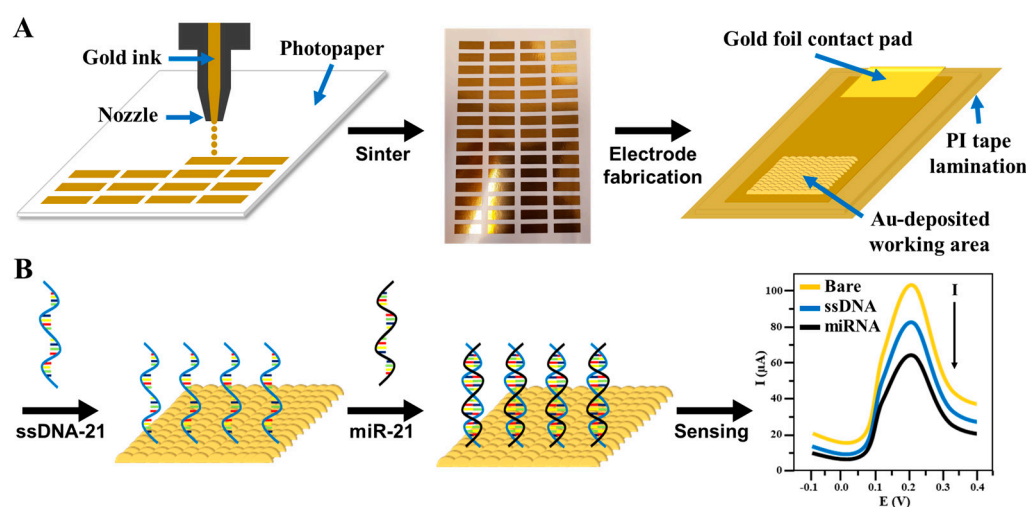 A
Gold ink
Photopaper
Nozzle
Sinter
Electrode
fabrication
Gold foil contact pad
PI tape
lamination
Au-deposited
working area
B
ssDNA-21
miR-21
Sensing
Bare
ssDNA
miRNA
I
I (μA)
100
80
60
40
20
0
-0.1
0.0
0.1
0.2
0.3
0.4
E (V)